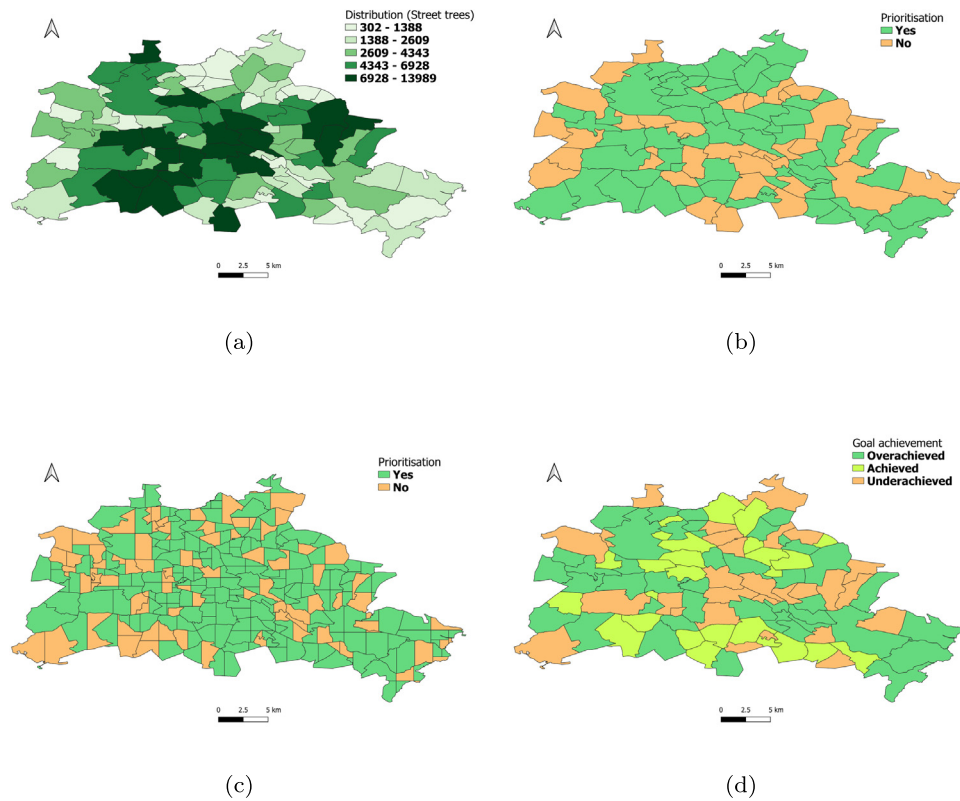 Distribution (Street trees)
302 - 1388
1388 - 2609
2609 - 4343
4343 - 6928
6928 - 13989
0 2.5 5 km
(a)
Prioritisation
Yes
No
0 2.5 5 km
(b)
Prioritisation
Yes
No
0 2.5 5 km
(c)
Goal achievement
Overachieved
Achieved
Underachieved
0 2.5 5 km
(d)